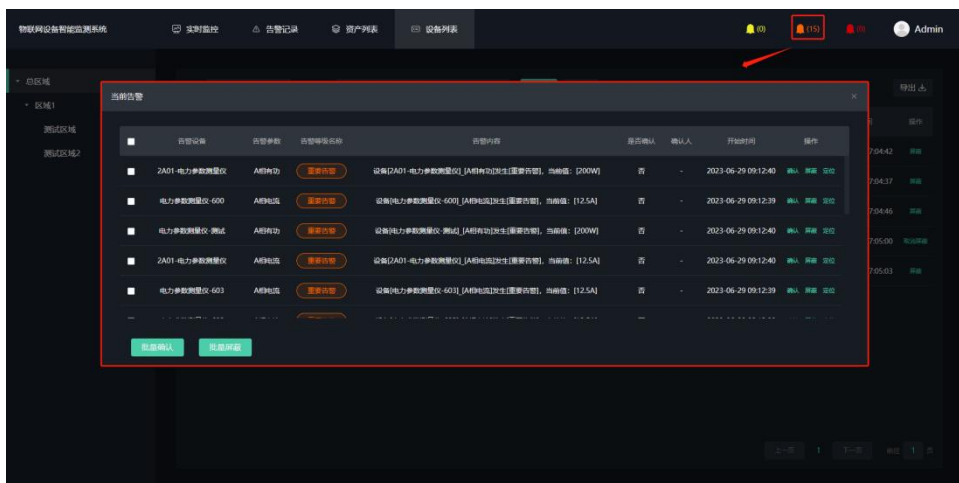 物联网设备智能监测系统 实时监控 告警记录 资产列表 设备列表 (0) (15) (0) Admin
总区域
导出
区域1
当前告警
测试区域
操作
测试区域2
告警设备 告警参数 告警等级名称 告警内容 是否确认 确认人 开始时间 操作
7:04:42 屏蔽
2A01-电力参数测量仪 A相有功 重要告警 设备[2A01-电力参数测量仪]_[A相有功]发生[重要告警]，当前值：[200W] 否 - 2023-06-29 09:12:40 确认 屏蔽 定位
7:04:37 屏蔽
电力参数测量仪-600 A相电流 重要告警 设备[电力参数测量仪-600]_[A相电流]发生[重要告警]，当前值：[12.5A] 否 - 2023-06-29 09:12:39 确认 屏蔽 定位
7:04:46 屏蔽
电力参数测量仪-测试 A相有功 重要告警 设备[电力参数测量仪-测试]_[A相有功]发生[重要告警]，当前值：[200W] 否 - 2023-06-29 09:12:40 确认 屏蔽 定位
7:05:00 取消屏蔽
2A01-电力参数测量仪 A相电流 重要告警 设备[2A01-电力参数测量仪]_[A相电流]发生[重要告警]，当前值：[12.5A] 否 - 2023-06-29 09:12:40 确认 屏蔽 定位
7:05:03 屏蔽
电力参数测量仪-603 A相电流 重要告警 设备[电力参数测量仪-603]_[A相电流]发生[重要告警]，当前值：[12.5A] 否 - 2023-06-29 09:12:39 确认 屏蔽 定位
批量确认 批量屏蔽
上一页 1 下一页 前往 1 页